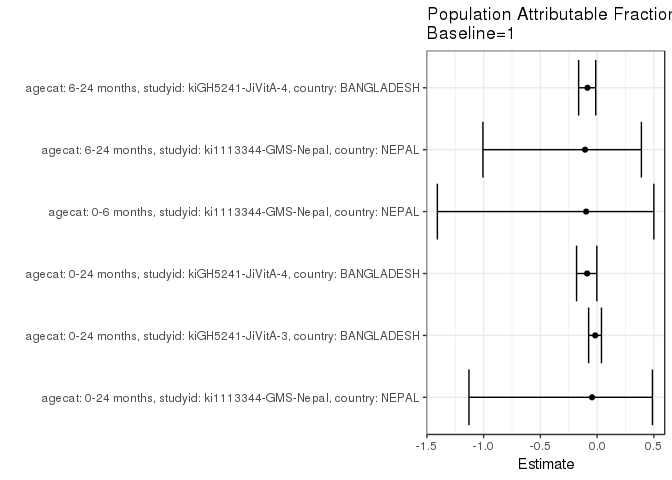 Population Attributable Fraction
Baseline=1
agecat: 6-24 months, studyid: kiGH5241-JiVitA-4, country: BANGLADESH
agecat: 6-24 months, studyid: ki1113344-GMS-Nepal, country: NEPAL
agecat: 0-6 months, studyid: ki1113344-GMS-Nepal, country: NEPAL
agecat: 0-24 months, studyid: kiGH5241-JiVitA-4, country: BANGLADESH
agecat: 0-24 months, studyid: kiGH5241-JiVitA-3, country: BANGLADESH
agecat: 0-24 months, studyid: ki1113344-GMS-Nepal, country: NEPAL
-1.5 -1.0 -0.5 0.0 0.5
Estimate